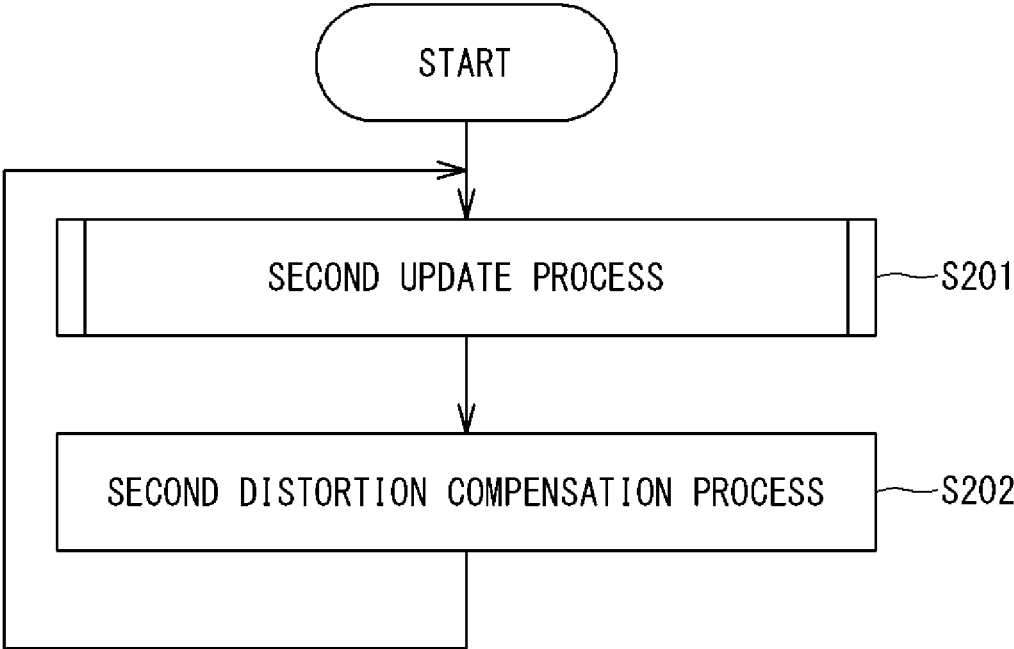 START
SECOND UPDATE PROCESS
S201
SECOND DISTORTION COMPENSATION PROCESS
S202